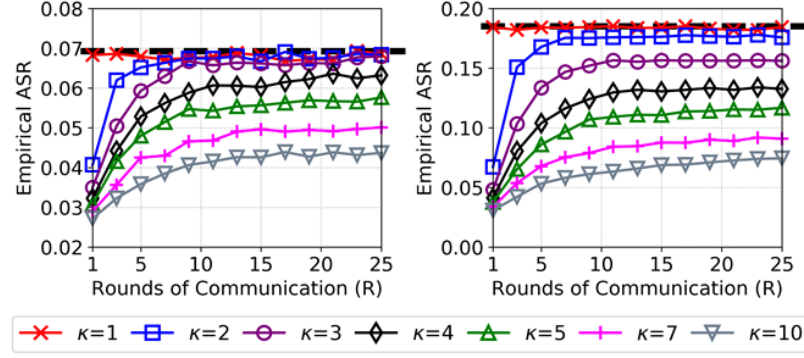 0.08
0.07
0.06
0.05
0.04
0.03
0.02
Empirical ASR
1 5 10 15 20 25
Rounds of Communication (R)
0.20
0.15
0.10
0.05
0.00
Empirical ASR
1 5 10 15 20 25
Rounds of Communication (R)
κ=1 κ=2 κ=3 κ=4 κ=5 κ=7 κ=10